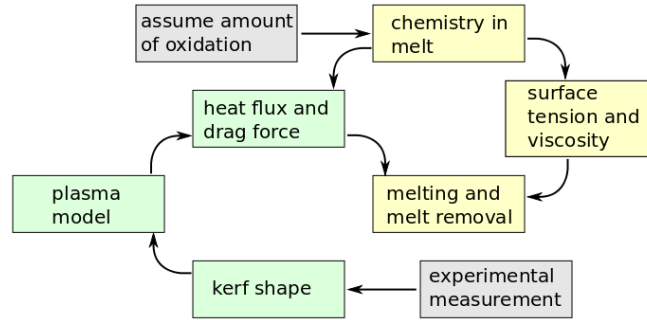 assume amount
of oxidation
chemistry in
melt
heat flux and
drag force
surface
tension and
viscosity
plasma
model
melting and
melt removal
kerf shape
experimental
measurement